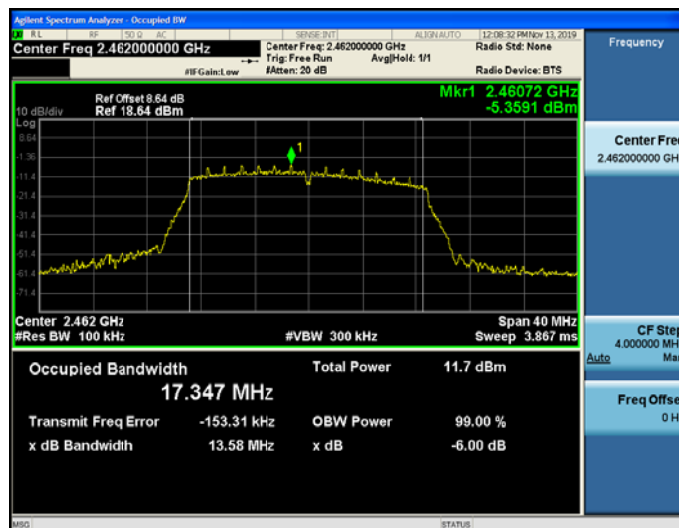 Agilent Spectrum Analyzer - Occupied BW
RL RF 50 Ω AC SENSE:INT ALIGNAUTO 12:08:32 PM Nov 13, 2019
Center Freq 2.462000000 GHz
Center Freq: 2.462000000 GHz
Radio Std: None
Trig: Free Run Avg|Hold: 1/1
#IFGain:Low
#Atten: 20 dB
Radio Device: BTS
Frequency
Ref Offset 8.64 dB
10 dB/div Ref 18.64 dBm
Mkr1 2.46072 GHz
-5.3591 dBm
Log
8.64
-1.36
-11.4
-21.4
-31.4
-41.4
-51.4
-61.4
-71.4
1
Center 2.462 GHz
Span 40 MHz
#Res BW 100 kHz
#VBW 300 kHz
Sweep 3.867 ms
Center Fre
2.462000000 GH
CF Step
4.000000 MH
Auto Ma
Freq Offse
0 H
Occupied Bandwidth
17.347 MHz
Total Power 11.7 dBm
Transmit Freq Error -153.31 kHz
OBW Power 99.00 %
x dB Bandwidth 13.58 MHz
x dB -6.00 dB
MSG
STATUS